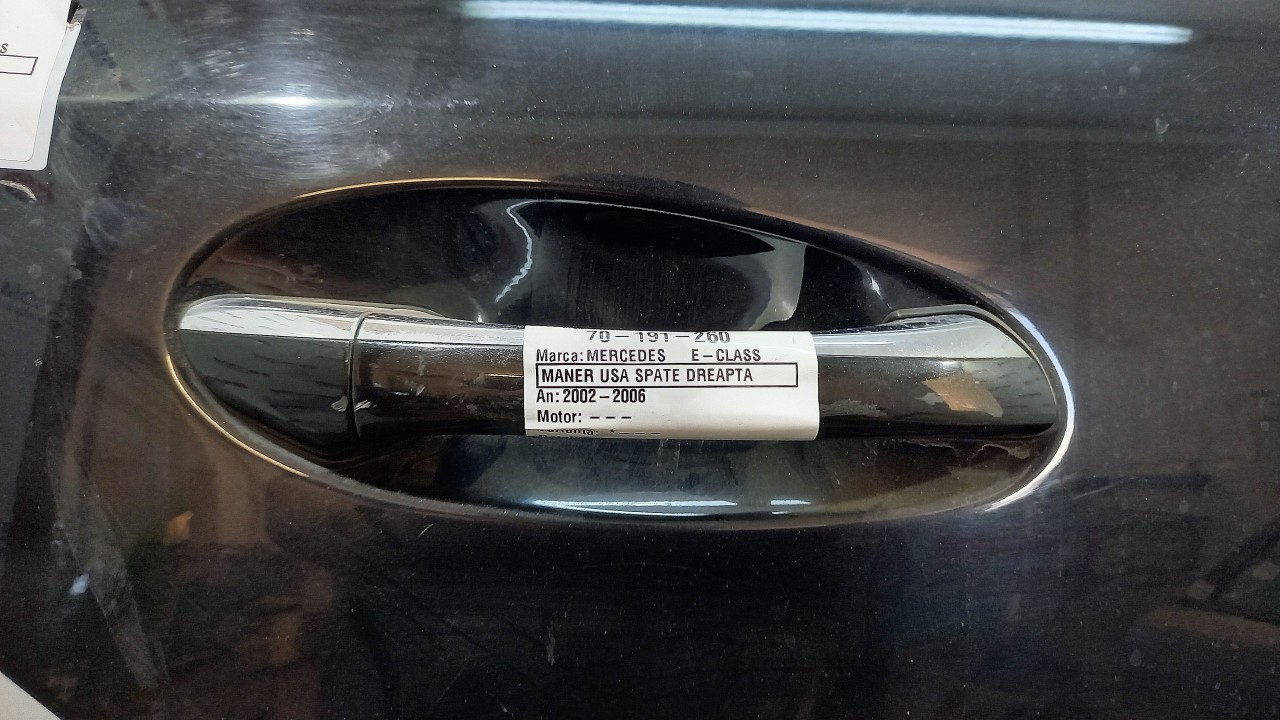 S
70-191-260
Marca: MERCEDES E-CLASS
MANER USA SPATE DREAPTA
An: 2002-2006
Motor: ---